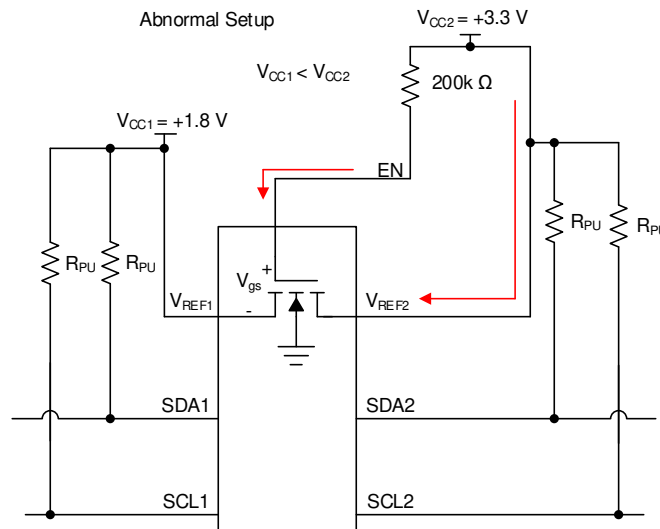 Abnormal Setup
VCC2 = +3.3 V
VCC1 < VCC2
200k Ω
VCC1 = +1.8 V
EN
RPU
RPU
RPU
RP
Vgs
+
-
VREF1
VREF2
SDA1
SDA2
SCL1
SCL2